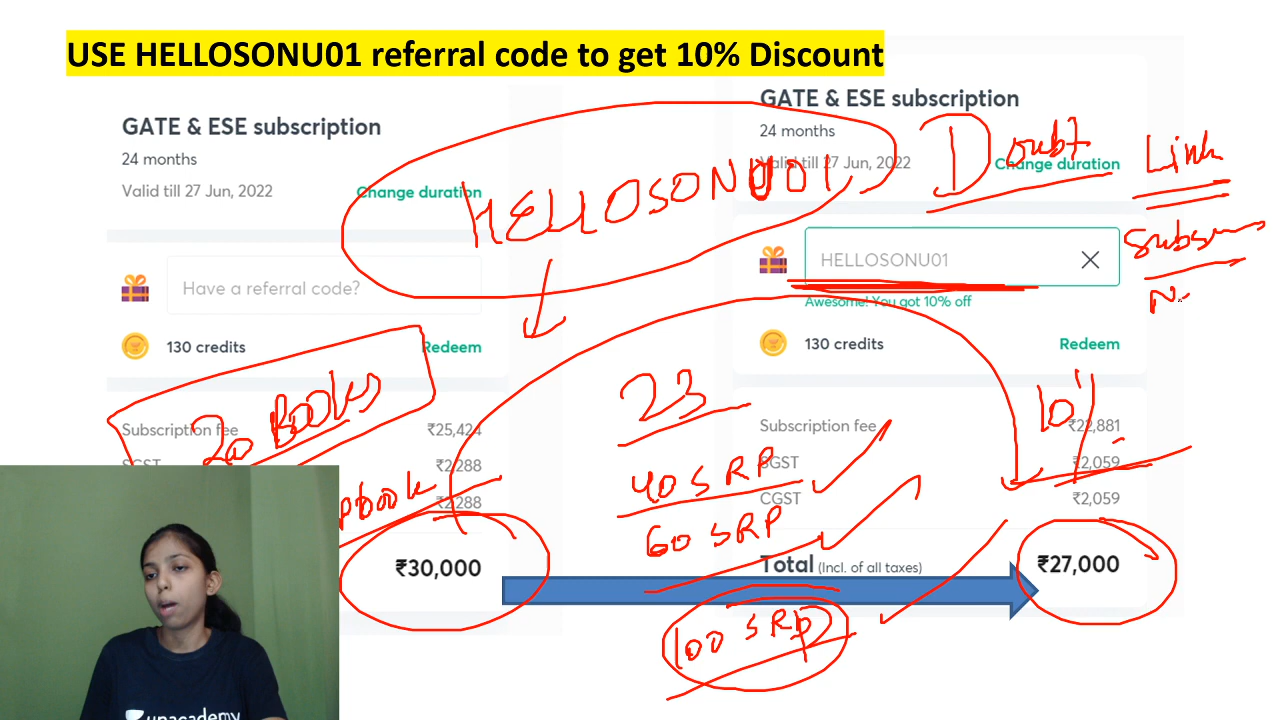 USE HELLOSONU01 referral code to get 10% Discount
GATE & ESE subscription
24 months
Valid till 27 Jun, 2022
Change duration
Have a referral code?
130 credits
Redeem
Subscription fee
₹25,424
SGST
₹2,288
₹2,288
₹30,000
GATE & ESE subscription
24 months
Valid till 27 Jun, 2022
Change duration
HELLOSONU01
Awesome! You got 10% off
130 credits
Redeem
Subscription fee
₹22,881
SGST
₹2,059
CGST
₹2,059
Total (Incl. of all taxes)
₹27,000
HELLOSONU01
Doubt
Link
20 Books
23
40 SRP
60 SRP
100 SRP
10%
unacademy